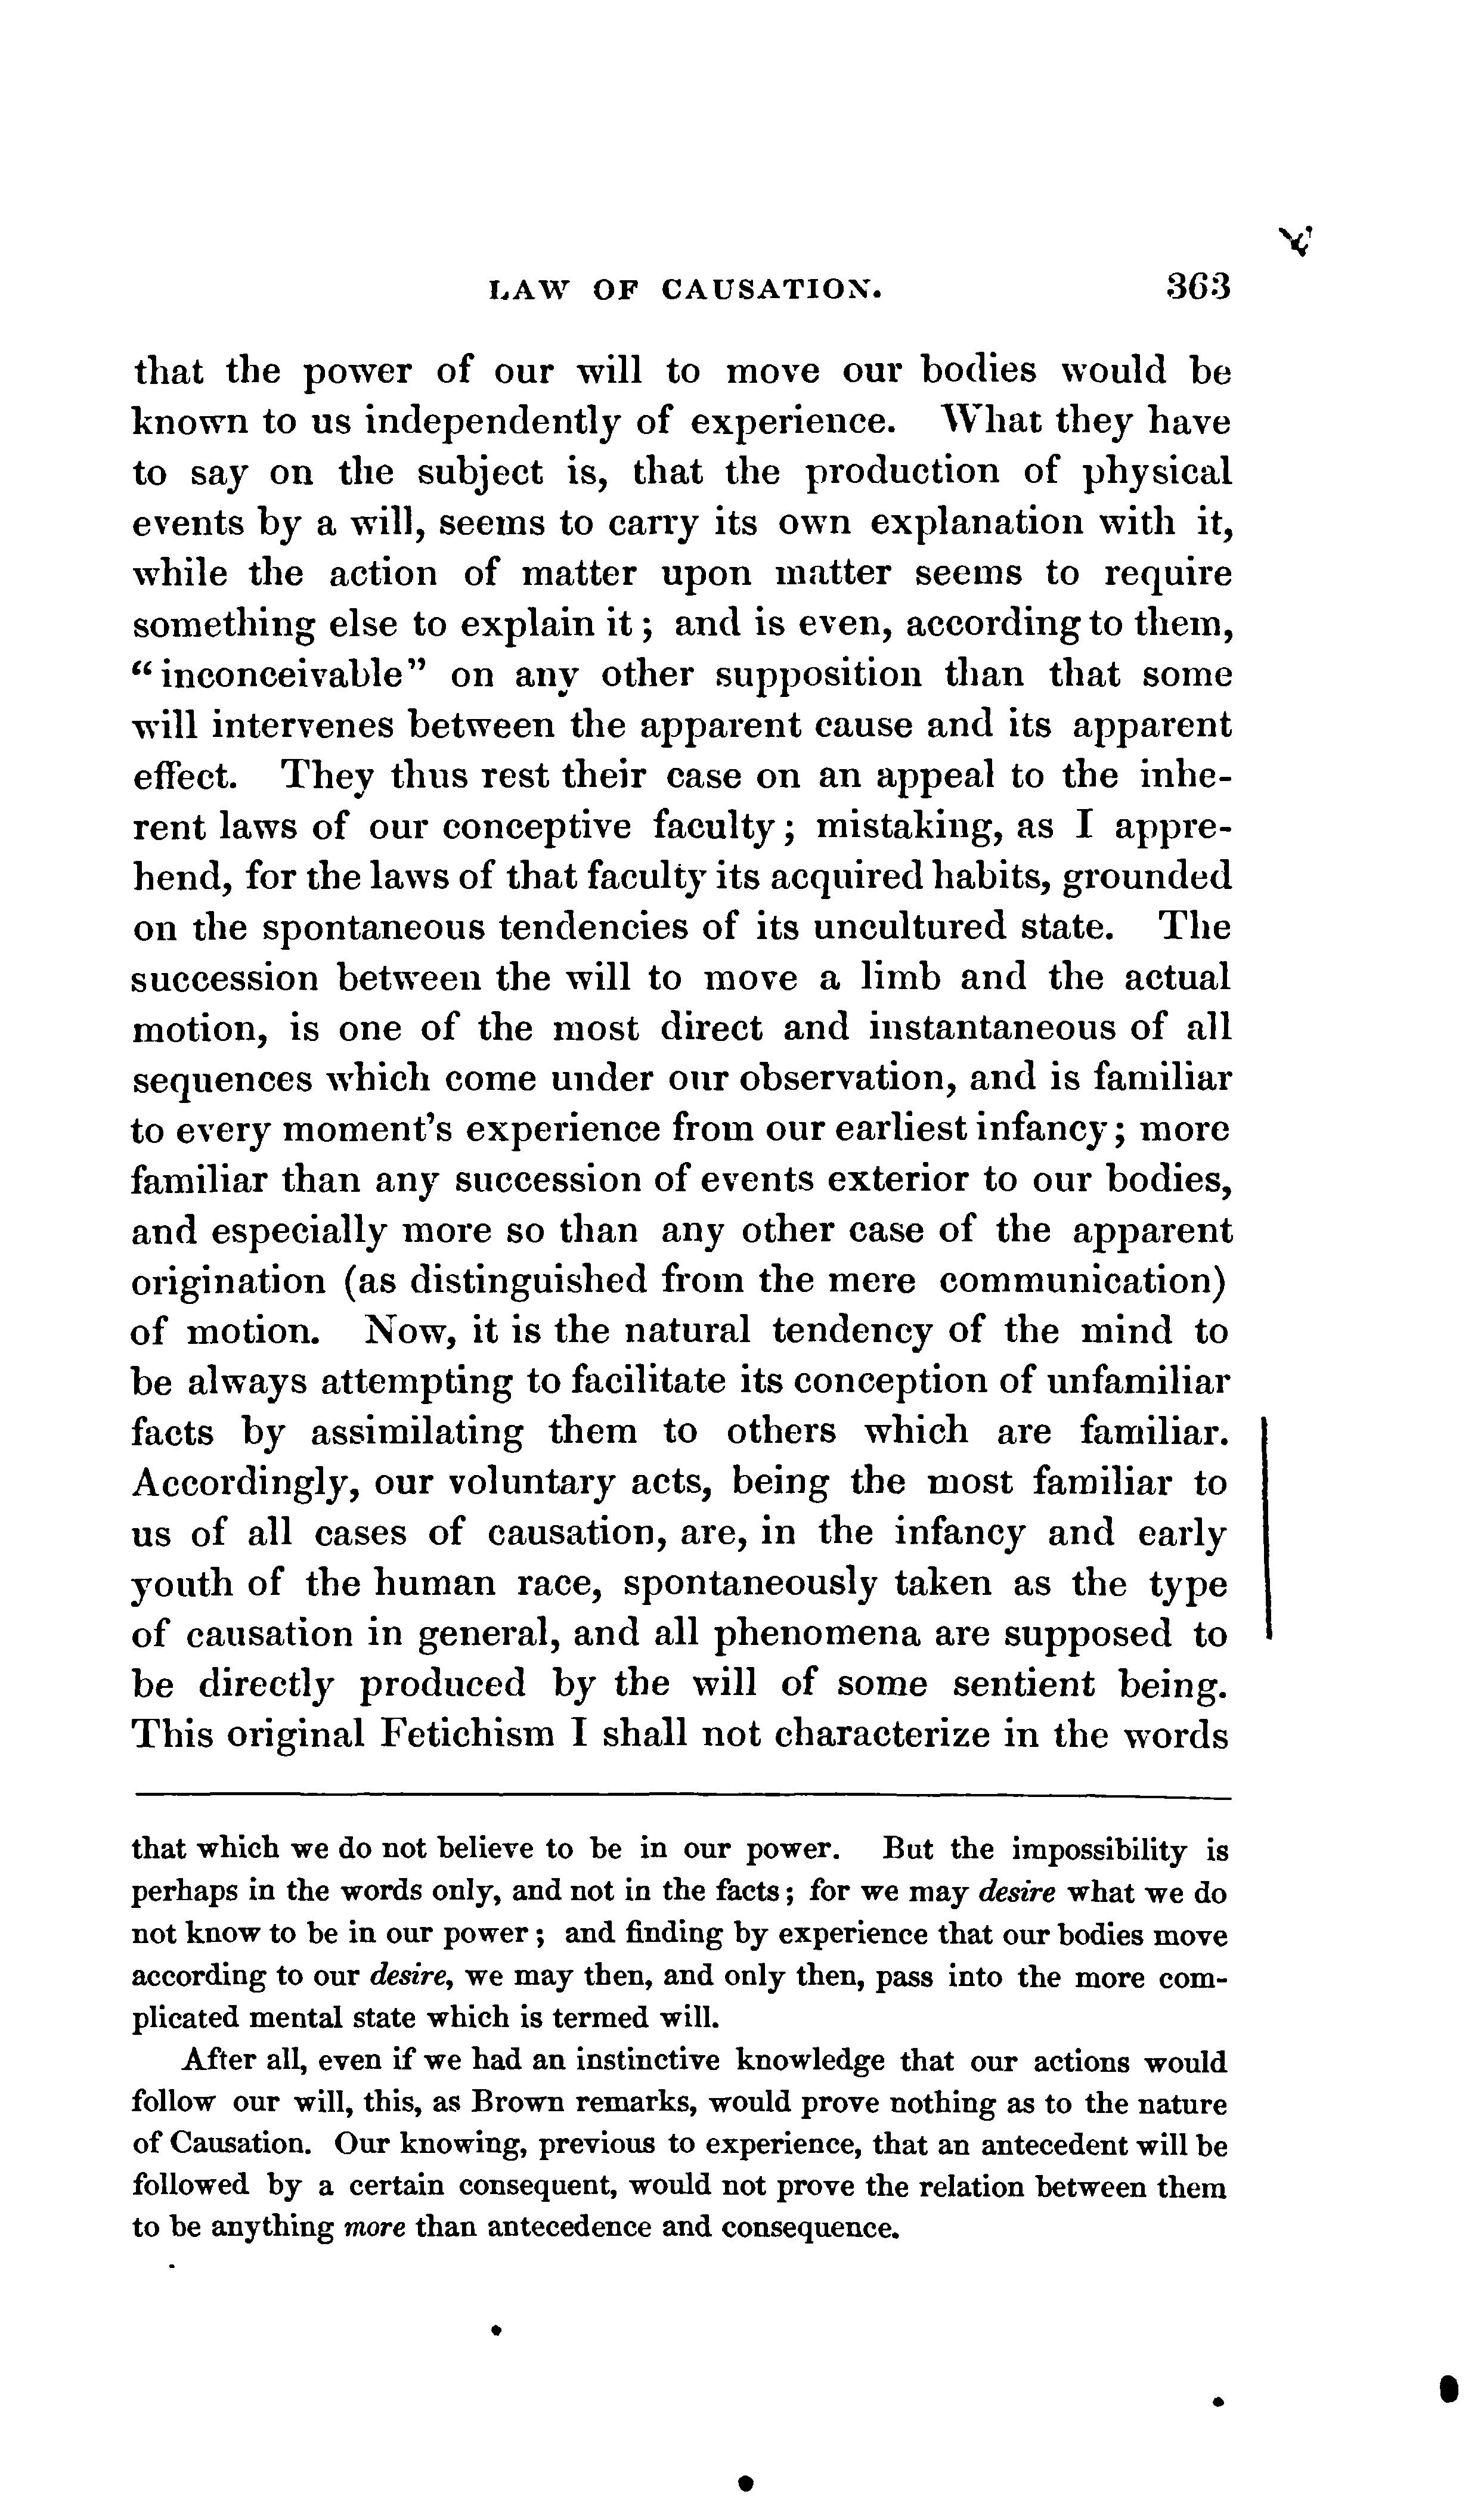 LAW OF CAUSATION. 363
that the power of our will to move our bodies would be
known to us independently of experience. What they have
to say on the subject is, that the production of physical
events by a will, seems to carry its own explanation with it,
while the action of matter upon matter seems to require
something else to explain it; and is even, according to them,
“inconceivable” on any other supposition than that some
will intervenes between the apparent cause and its apparent
effect. They thus rest their case on an appeal to the inhe-
rent laws of our conceptive faculty; mistaking, as I appre-
hend, for the laws of that faculty its acquired habits, grounded
on the spontaneous tendencies of its uncultured state. The
succession between the will to move a limb and the actual
motion, is one of the most direct and instantaneous of all
sequences which come under our observation, and is familiar
to every moment's experience from our earliest infancy; more
familiar than any succession of events exterior to our bodies,
and especially more so than any other case of the apparent
origination (as distinguished from the mere communication)
of motion. Now, it is the natural tendency of the mind to
be always attempting to facilitate its conception of unfamiliar
facts by assimilating them to others which are familiar.
Accordingly, our voluntary acts, being the most familiar to
us of all cases of causation, are, in the infancy and early
youth of the human race, spontaneously taken as the type
of causation in general, and all phenomena are supposed to
be directly produced by the will of some sentient being.
This original Fetichism I shall not characterize in the words
that which we do not believe to be in our power. But the impossibility is
perhaps in the words only, and not in the facts; for we may desire what we do
not know to be in our power; and finding by experience that our bodies move
according to our desire, we may then, and only then, pass into the more com-
plicated mental state which is termed will.
After all, even if we had an instinctive knowledge that our actions would
follow our will, this, as Brown remarks, would prove nothing as to the nature
of Causation. Our knowing, previous to experience, that an antecedent will be
followed by a certain consequent, would not prove the relation between them
to be anything more than antecedence and consequence.